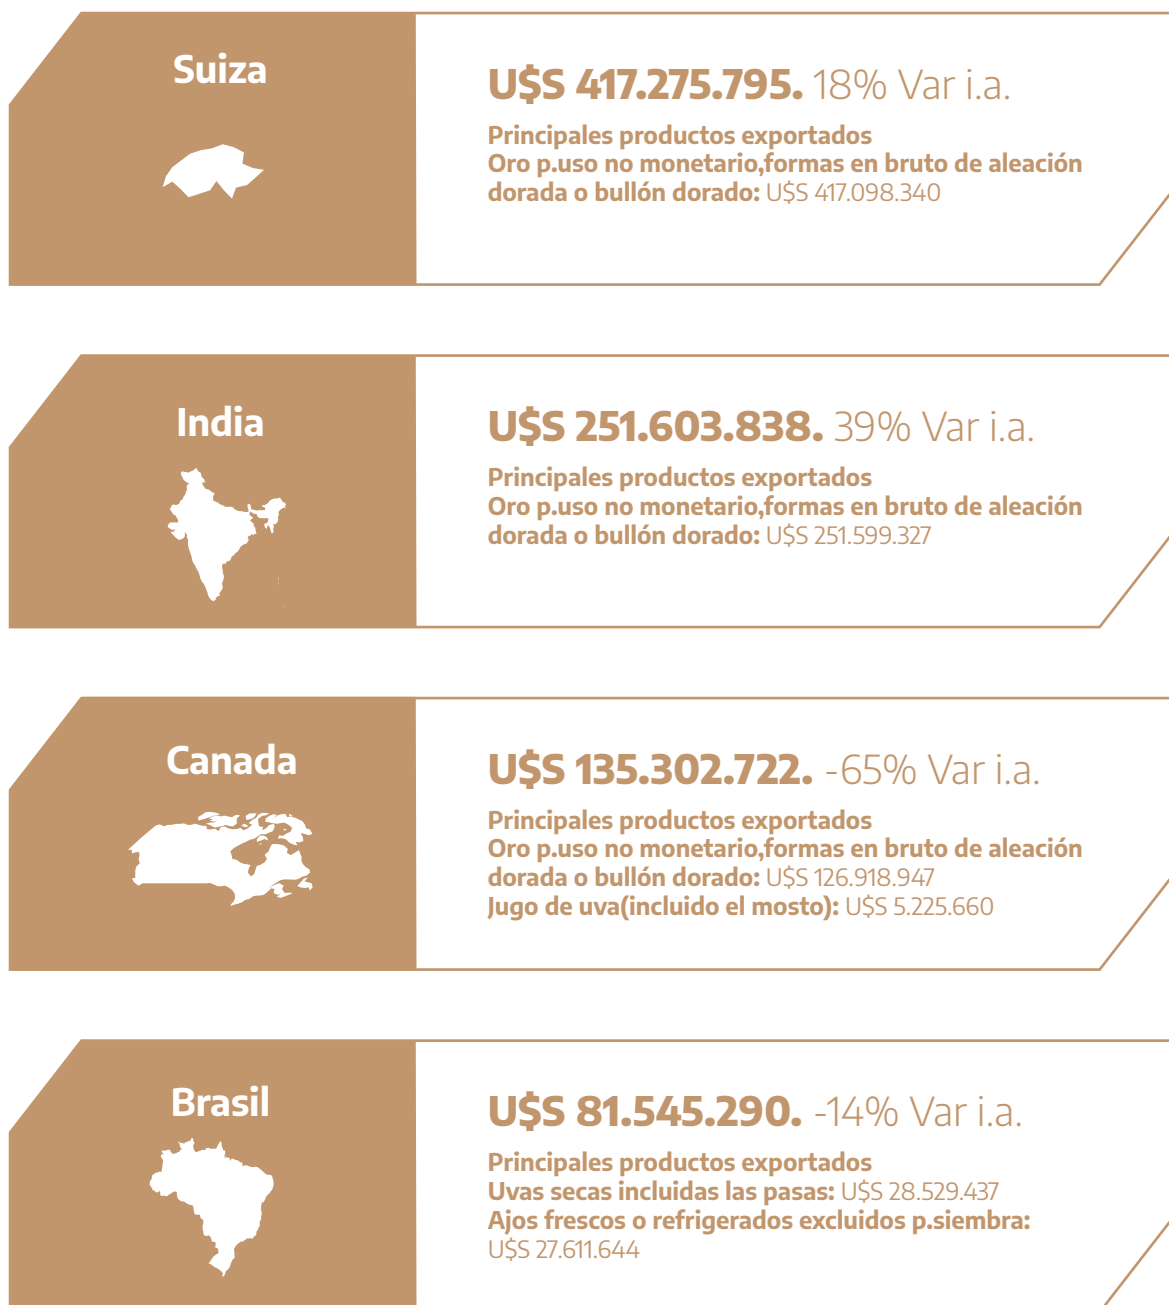 Suiza
U$S 417.275.795. 18% Var i.a.
Principales productos exportados
Oro p.uso no monetario,formas en bruto de aleación
dorada o bullón dorado: U$S 417.098.340
India
U$S 251.603.838. 39% Var i.a.
Principales productos exportados
Oro p.uso no monetario,formas en bruto de aleación
dorada o bullón dorado: U$S 251.599.327
Canada
U$S 135.302.722. -65% Var i.a.
Principales productos exportados
Oro p.uso no monetario,formas en bruto de aleación
dorada o bullón dorado: U$S 126.918.947
Jugo de uva(incluido el mosto): U$S 5.225.660
Brasil
U$S 81.545.290. -14% Var i.a.
Principales productos exportados
Uvas secas incluidas las pasas: U$S 28.529.437
Ajos frescos o refrigerados excluidos p.siembra:
U$S 27.611.644